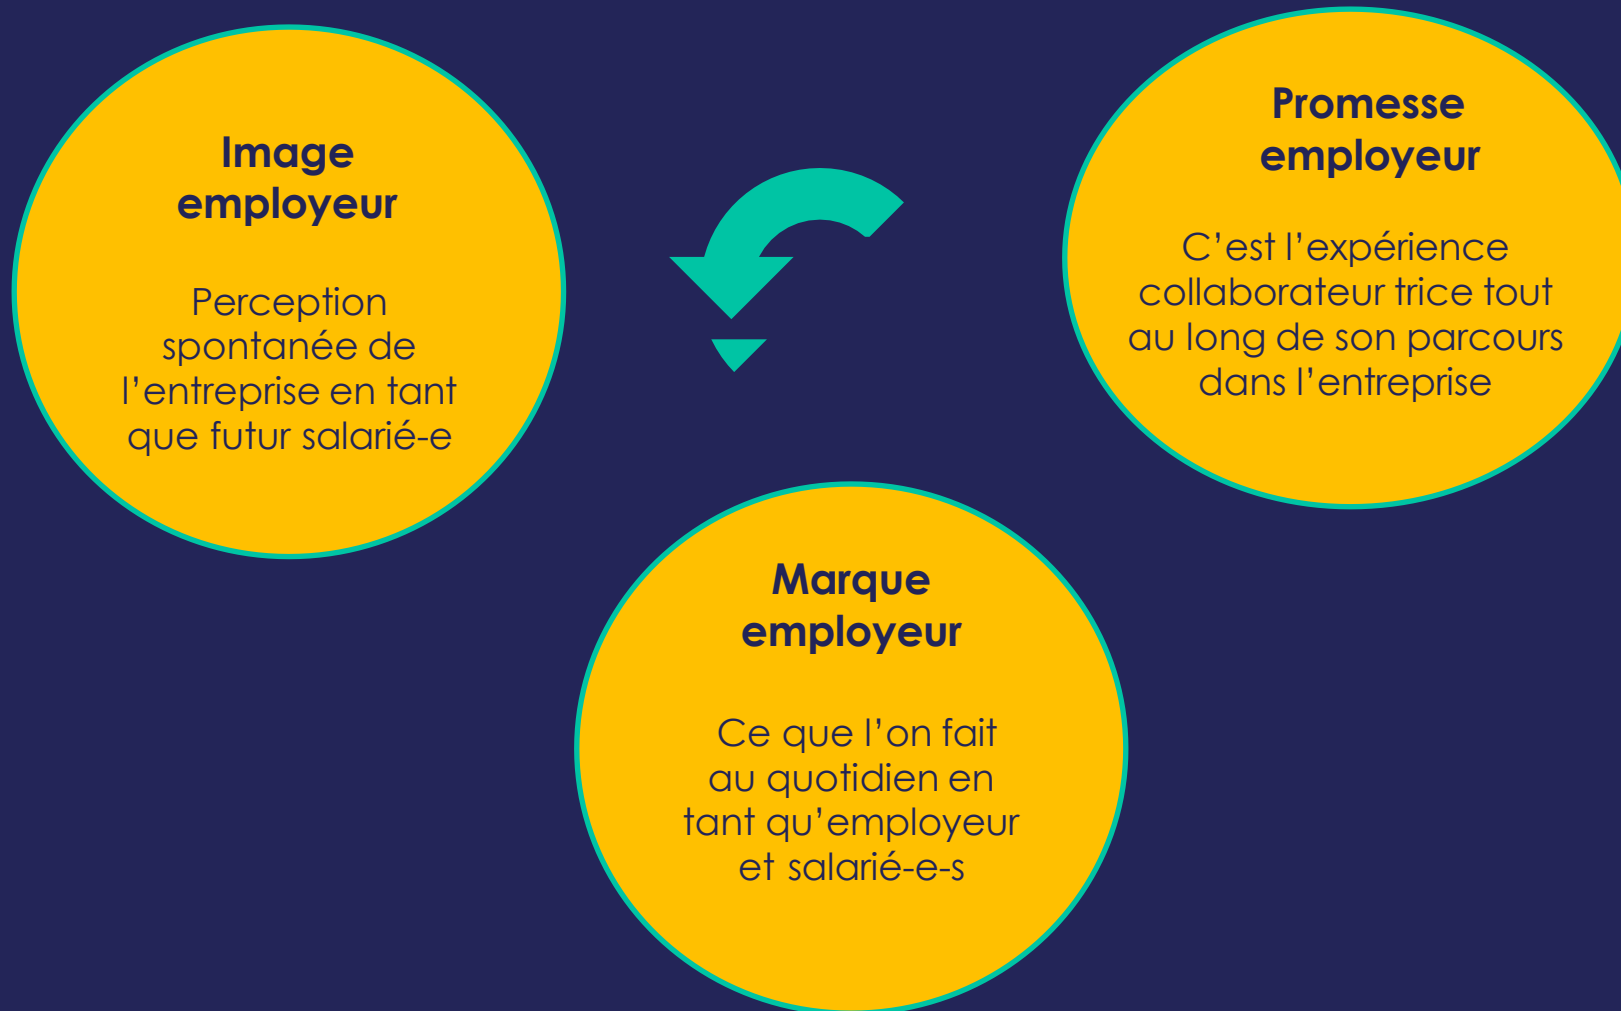 Image
employeur
Perception
spontanée de
l’entreprise en tant
que futur salarié-e
Promesse
employeur
C’est l’expérience
collaborateur trice tout
au long de son parcours
dans l’entreprise
Marque
employeur
Ce que l’on fait
au quotidien en
tant qu’employeur
et salarié-e-s